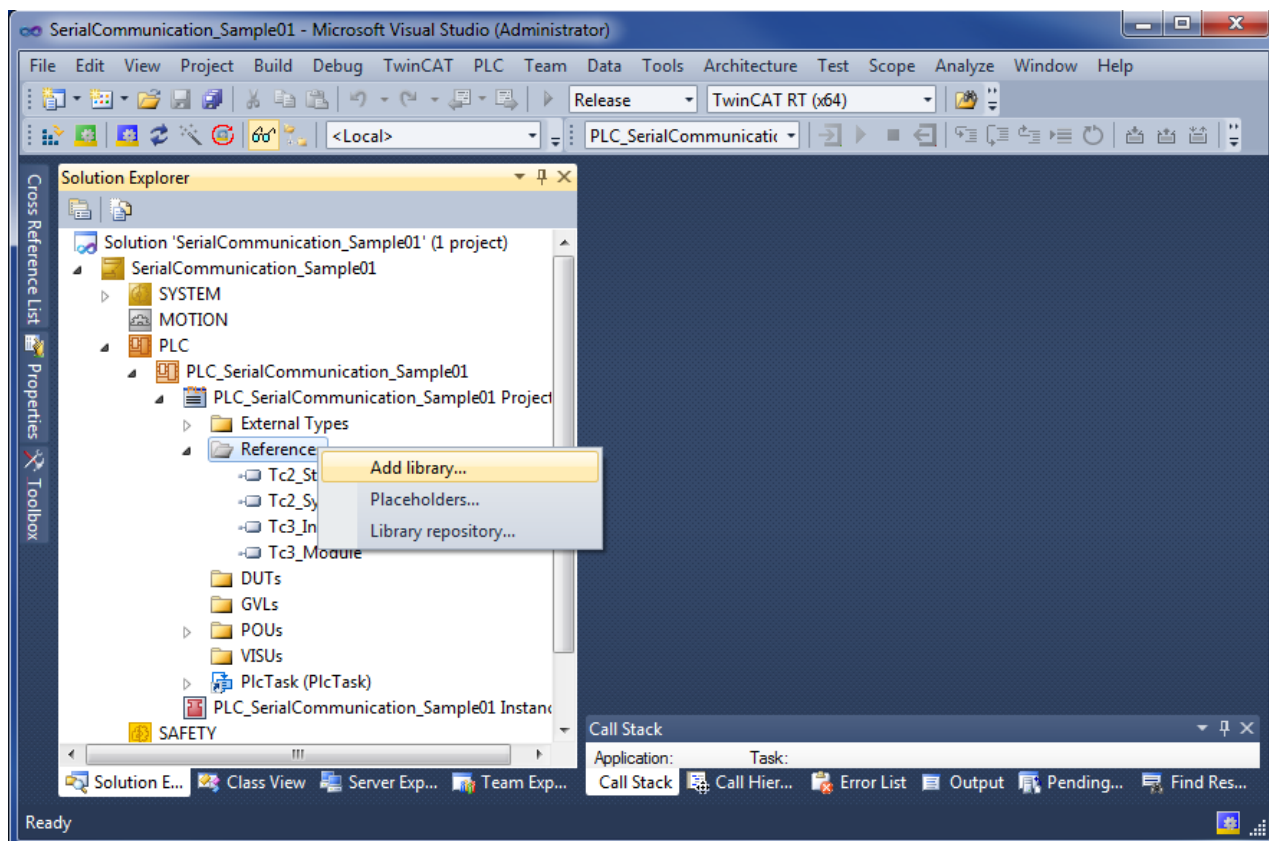 SerialCommunication_Sample01 - Microsoft Visual Studio (Administrator)
File Edit View Project Build Debug TwinCAT PLC Team Data Tools Architecture Test Scope Analyze Window Help
Release TwinCAT RT (x64)
<Local> PLC_SerialCommunicatic
Cross Reference List
Properties
Toolbox
Solution Explorer
Solution 'SerialCommunication_Sample01' (1 project)
SerialCommunication_Sample01
SYSTEM
MOTION
PLC
PLC_SerialCommunication_Sample01
PLC_SerialCommunication_Sample01 Project
External Types
Reference
Tc2_St
Tc2_Sy
Tc3_In
Tc3_Module
Add library...
Placeholders...
Library repository...
DUTs
GVLs
POUs
VISUs
PlcTask (PlcTask)
PLC_SerialCommunication_Sample01 Instanc
SAFETY
Solution E... Class View Server Exp... Team Exp...
Call Stack
Application: Task:
Call Stack Call Hier... Error List Output Pending... Find Res...
Ready